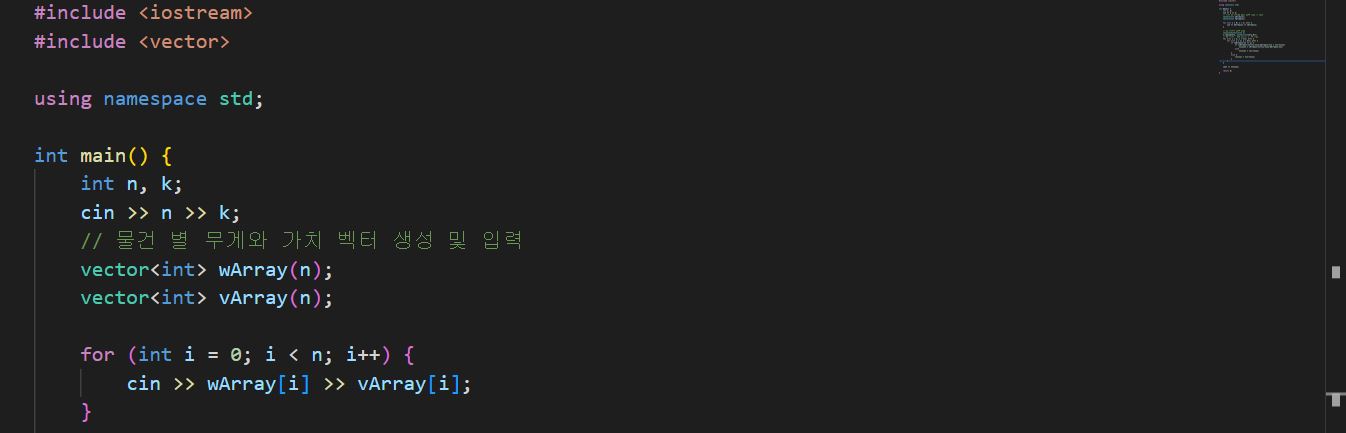 #include <iostream>
#include <vector>
using namespace std;
int main() {
int n, k;
cin >> n >> k;
// 물건 별 무게와 가치 벡터 생성 및 입력
vector<int> wArray(n);
vector<int> vArray(n);
for (int i = 0; i < n; i++) {
cin >> wArray[i] >> vArray[i];
}